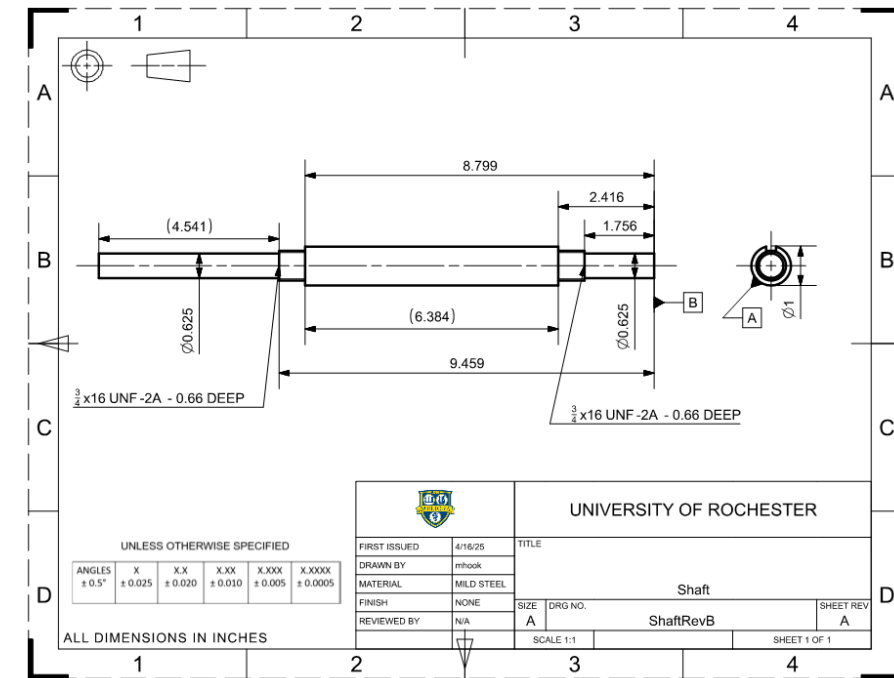 1 2 3 4
A A
8.799
2.416
(4.541) 1.756
B B
B
A
Ø1
(6.384)
Ø0.625 Ø0.625
9.459
¾ x16 UNF -2A - 0.66 DEEP
¾ x16 UNF -2A - 0.66 DEEP
C C
UNIVERSITY OF ROCHESTER
UNLESS OTHERWISE SPECIFIED
ANGLES X X.X X.XX X.XXX X.XXXX
± 0.5° ± 0.025 ± 0.020 ± 0.010 ± 0.005 ± 0.0005
FIRST ISSUED 4/16/25
DRAWN BY mhook
MATERIAL MILD STEEL
FINISH NONE
REVIEWED BY N/A
TITLE
Shaft
SIZE DRG NO. SHEET REV
A ShaftRevB A
SCALE 1:1 SHEET 1 OF 1
D D
ALL DIMENSIONS IN INCHES
1 2 3 4